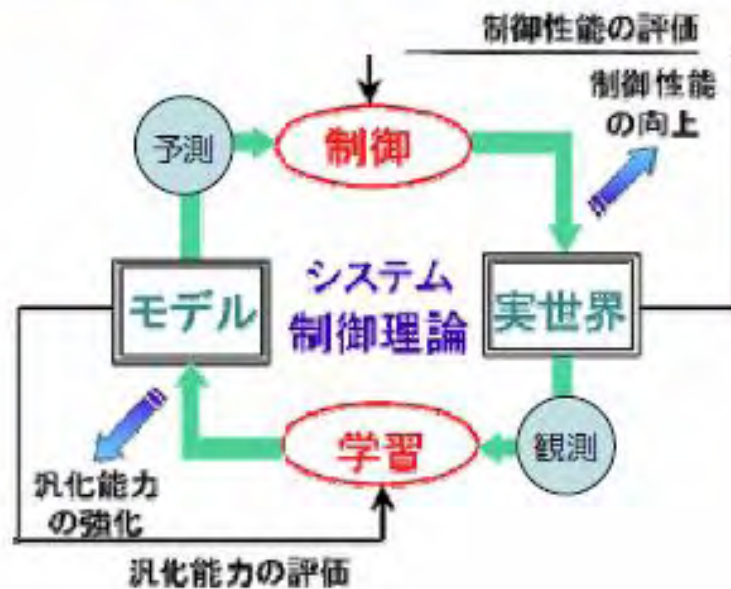 制御性能の評価
制御性能
の向上
予測
制御
モデル
システム
制御理論
実世界
学習
観測
汎化能力
の強化
汎化能力の評価